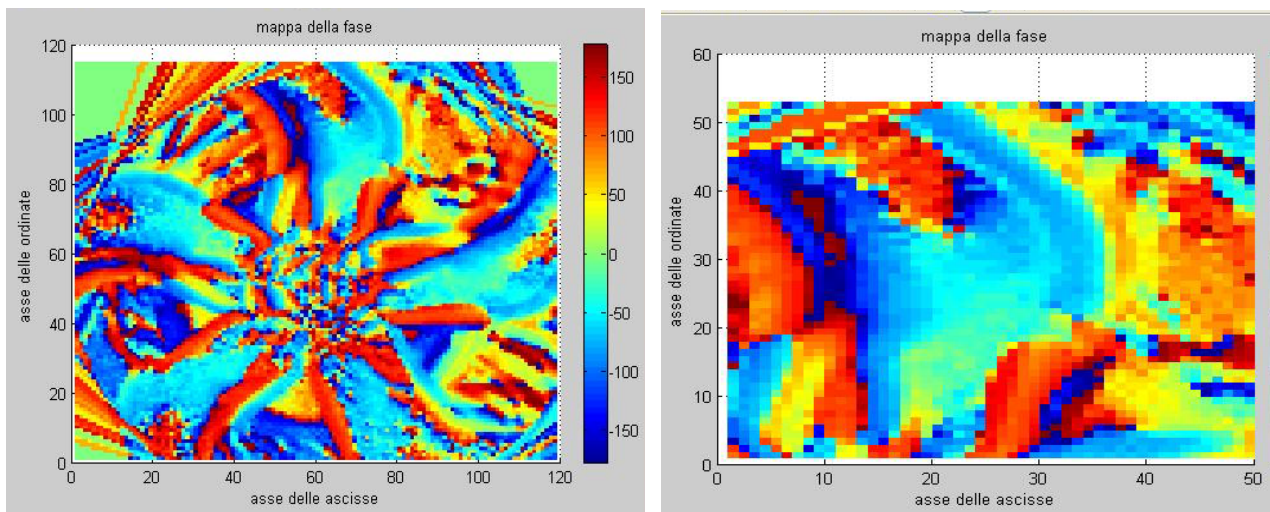 mappa della fase
120
100
80
60
40
20
0
0 20 40 60 80 100 120
asse delle ordinate
asse delle ascisse
150
100
50
0
-50
-100
-150
mappa della fase
60
50
40
30
20
10
0
0 10 20 30 40 50
asse delle ordinate
asse delle ascisse